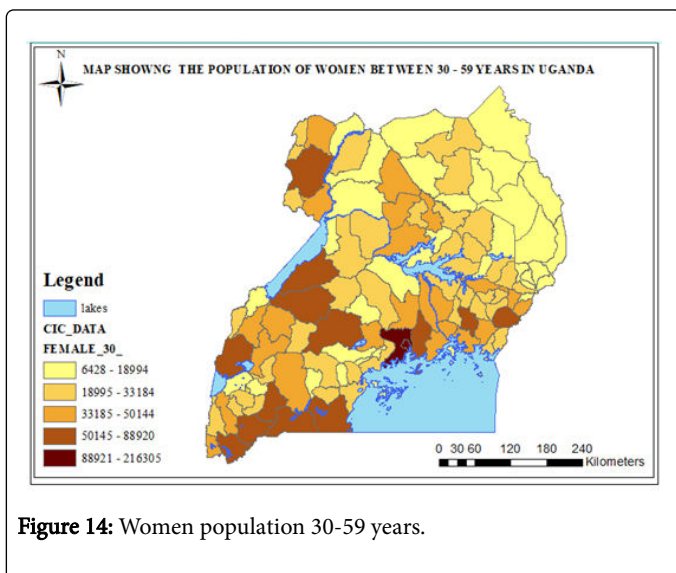 N
MAP SHOWNG THE POPULATION OF WOMEN BETWEEN 30 - 59 YEARS IN UGANDA
Legend
lakes
CIC_DATA
FEMALE_30_
6428 - 18994
18995 - 33184
33185 - 50144
50145 - 88920
88921 - 216305
0 30 60 120 180 240
Kilometers
Figure 14: Women population 30-59 years.